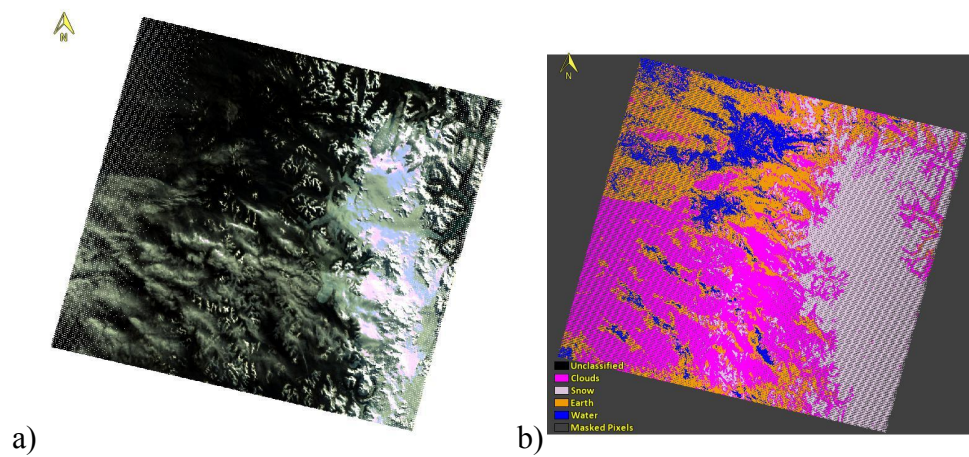 N
N
Unclassified
Clouds
Snow
Earth
Water
Masked Pixels
a)
b)